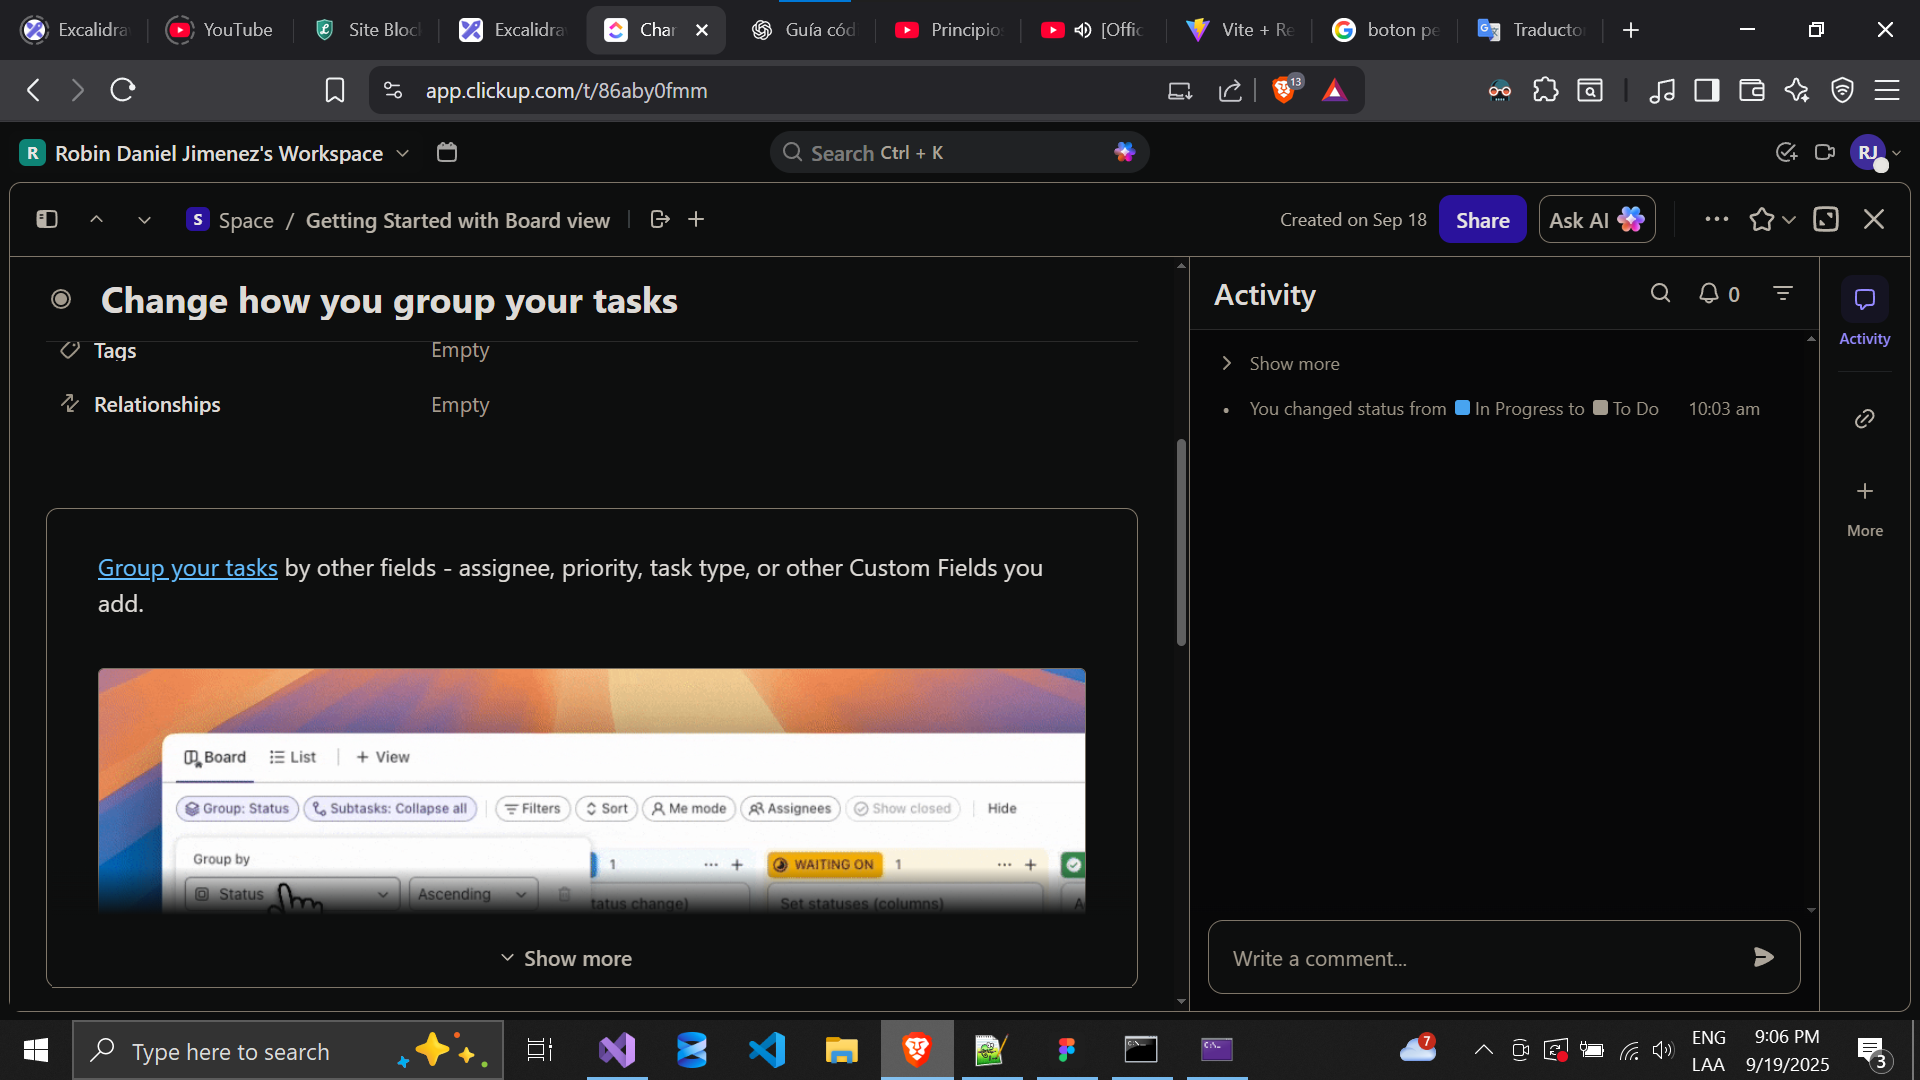 Excalidra
YouTube
Site Bloc
Excalidra
Char
Guía cód
Principio
[Offic
Vite + Re
boton pe
Traductor
app.clickup.com/t/86aby0fmm
13
R Robin Daniel Jimenez's Workspace
Search Ctrl + K
RJ
S Space / Getting Started with Board view
Created on Sep 18
Share
Ask AI
Change how you group your tasks
Tags Empty
Relationships Empty
Group your tasks by other fields - assignee, priority, task type, or other Custom Fields you
add.
Board List + View
Group: Status Subtasks: Collapse all Filters Sort Me mode Assignees Show closed Hide
Group by
1
WAITING ON 1
Status Ascending
tatus change)
Set statuses (columns)
A
Show more
Activity
0
Show more
• You changed status from In Progress to To Do 10:03 am
Write a comment...
Activity
More
Type here to search
7
ENG
LAA
9:06 PM
9/19/2025
3